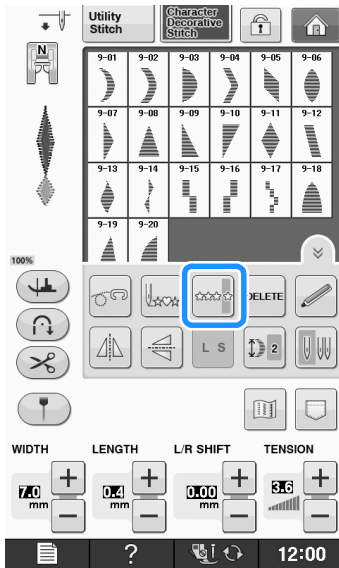 Utility Stitch
Character Decorative Stitch
N
9-01 9-02 9-03 9-04 9-05 9-06
9-07 9-08 9-09 9-10 9-11 9-12
9-13 9-14 9-15 9-16 9-17 9-18
9-19 9-20
100%
DELETE
L S
2
WIDTH LENGTH L/R SHIFT TENSION
7.0 mm 0.4 mm 0.00 mm 3.6
? 12:00